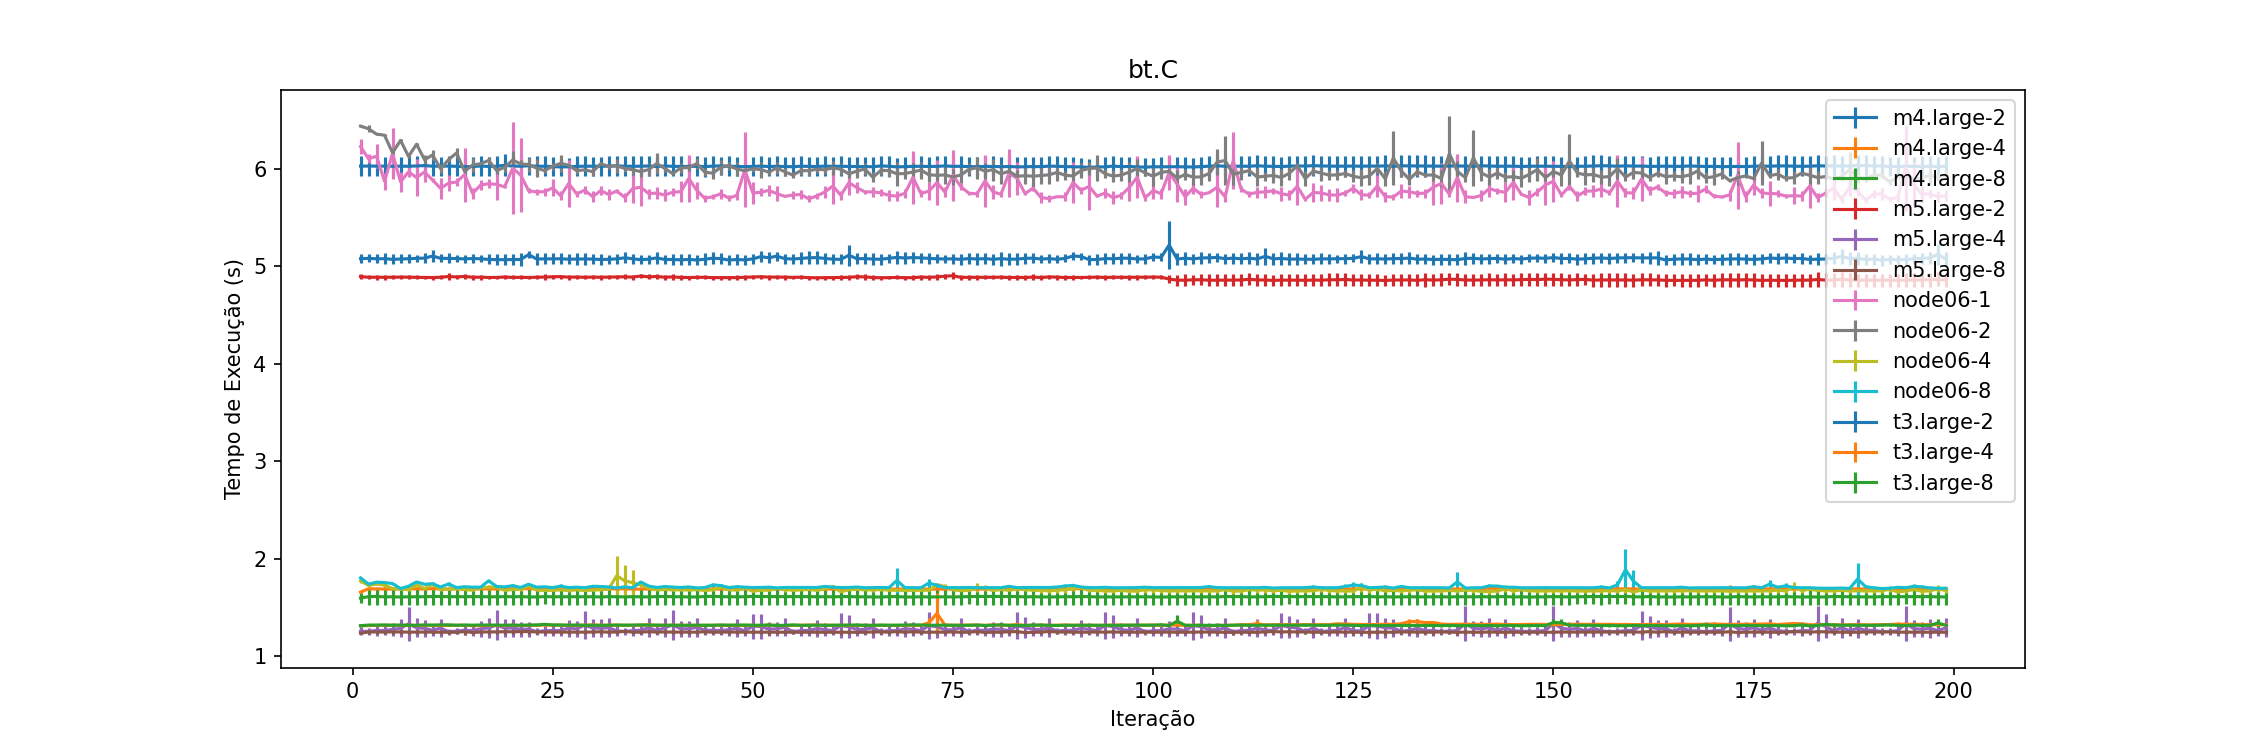 bt.C
Tempo de Execução (s)
6
5
4
3
2
1
0
25
50
75
100
125
150
175
200
Iteração
m4.large-2
m4.large-4
m4.large-8
m5.large-2
m5.large-4
m5.large-8
node06-1
node06-2
node06-4
node06-8
t3.large-2
t3.large-4
t3.large-8